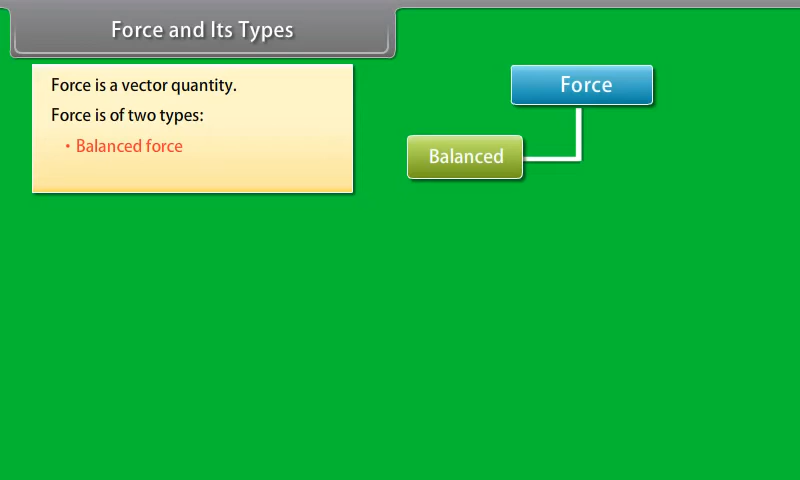 Force and Its Types
Force is a vector quantity.
Force is of two types:
• Balanced force
Force
Balanced